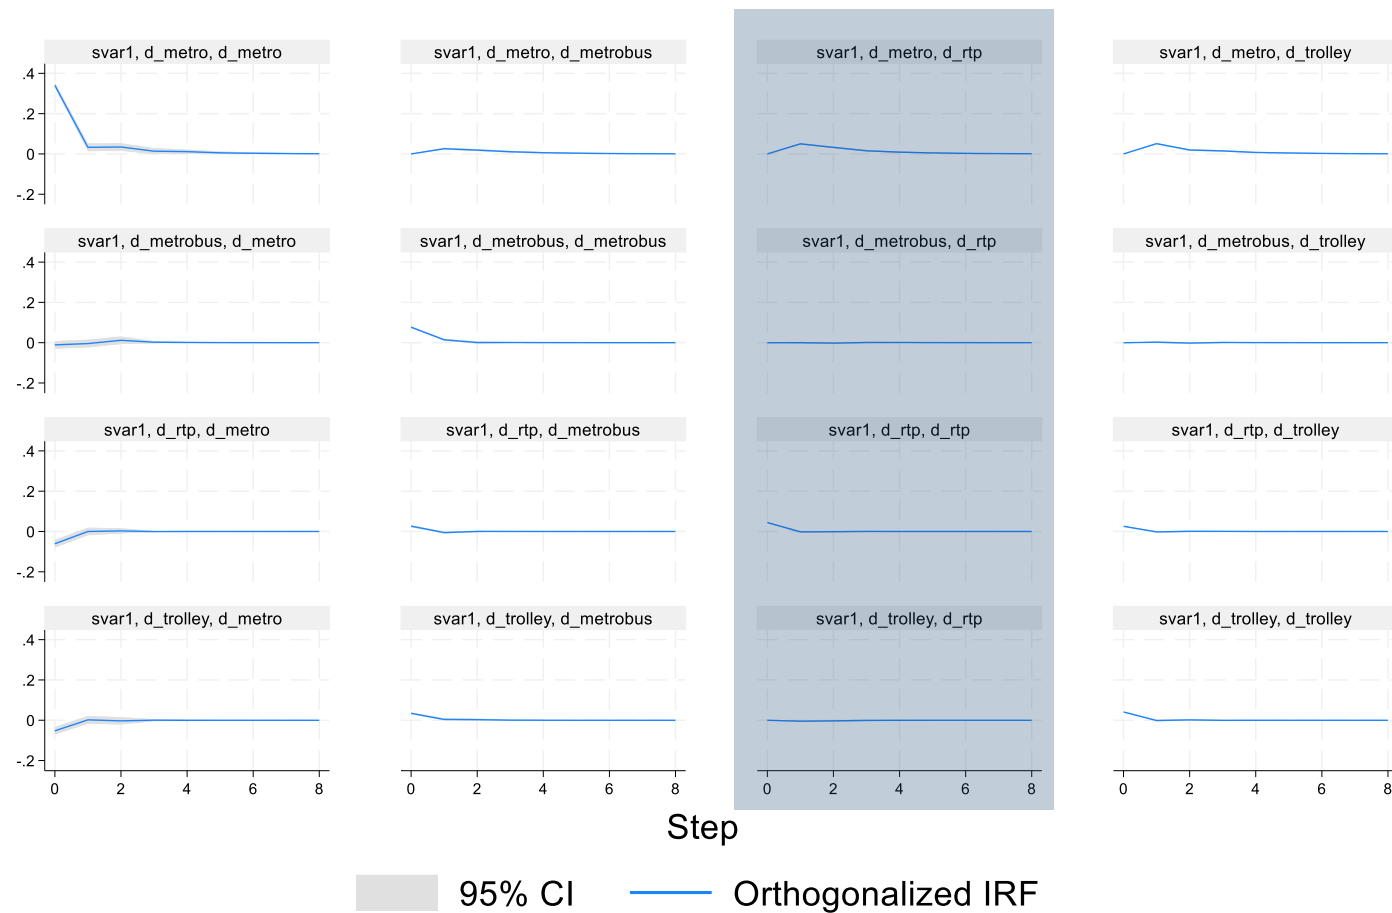 svar1, d_metro, d_metro
svar1, d_metro, d_metrobus
svar1, d_metro, d_rtp
svar1, d_metro, d_trolley
.4
.2
0
-.2
svar1, d_metrobus, d_metro
svar1, d_metrobus, d_metrobus
svar1, d_metrobus, d_rtp
svar1, d_metrobus, d_trolley
.4
.2
0
-.2
svar1, d_rtp, d_metro
svar1, d_rtp, d_metrobus
svar1, d_rtp, d_rtp
svar1, d_rtp, d_trolley
.4
.2
0
-.2
svar1, d_trolley, d_metro
svar1, d_trolley, d_metrobus
svar1, d_trolley, d_rtp
svar1, d_trolley, d_trolley
.4
.2
0
-.2
0 2 4 6 8
0 2 4 6 8
0 2 4 6 8
0 2 4 6 8
Step
95% CI
Orthogonalized IRF